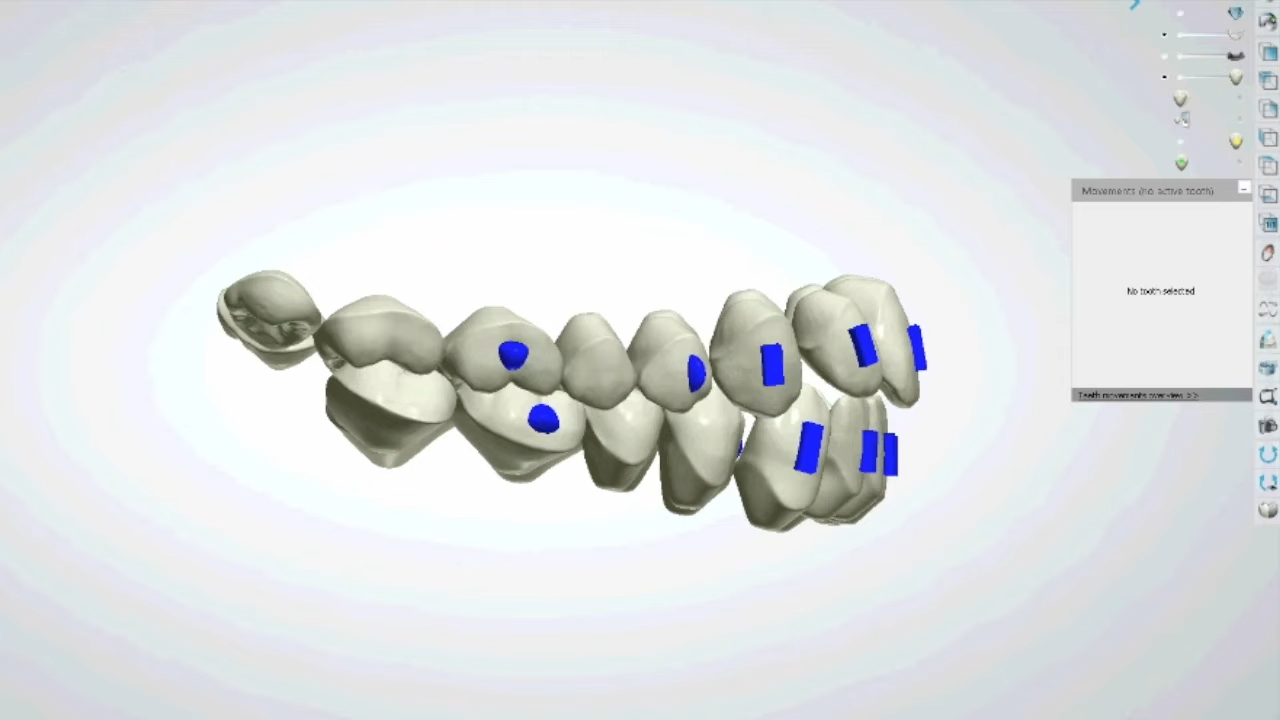 Movements (no active tooth)
No tooth selected
Teeth movements overview >>